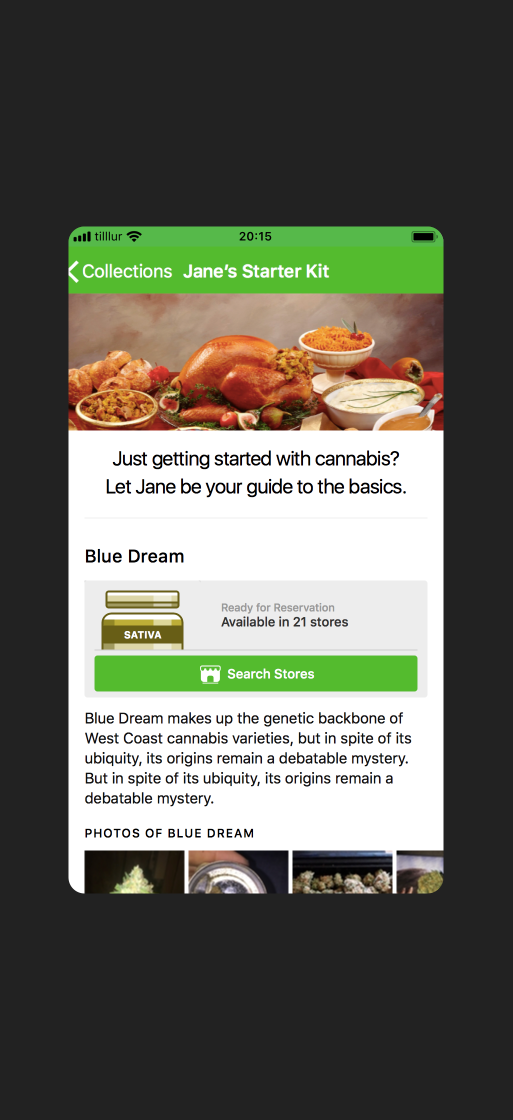 tilllur 20:15
Collections Jane’s Starter Kit
Just getting started with cannabis?
Let Jane be your guide to the basics.
Blue Dream
Ready for Reservation
Available in 21 stores
SATIVA
Search Stores
Blue Dream makes up the genetic backbone of
West Coast cannabis varieties, but in spite of its
ubiquity, its origins remain a debatable mystery.
But in spite of its ubiquity, its origins remain a
debatable mystery.
PHOTOS OF BLUE DREAM